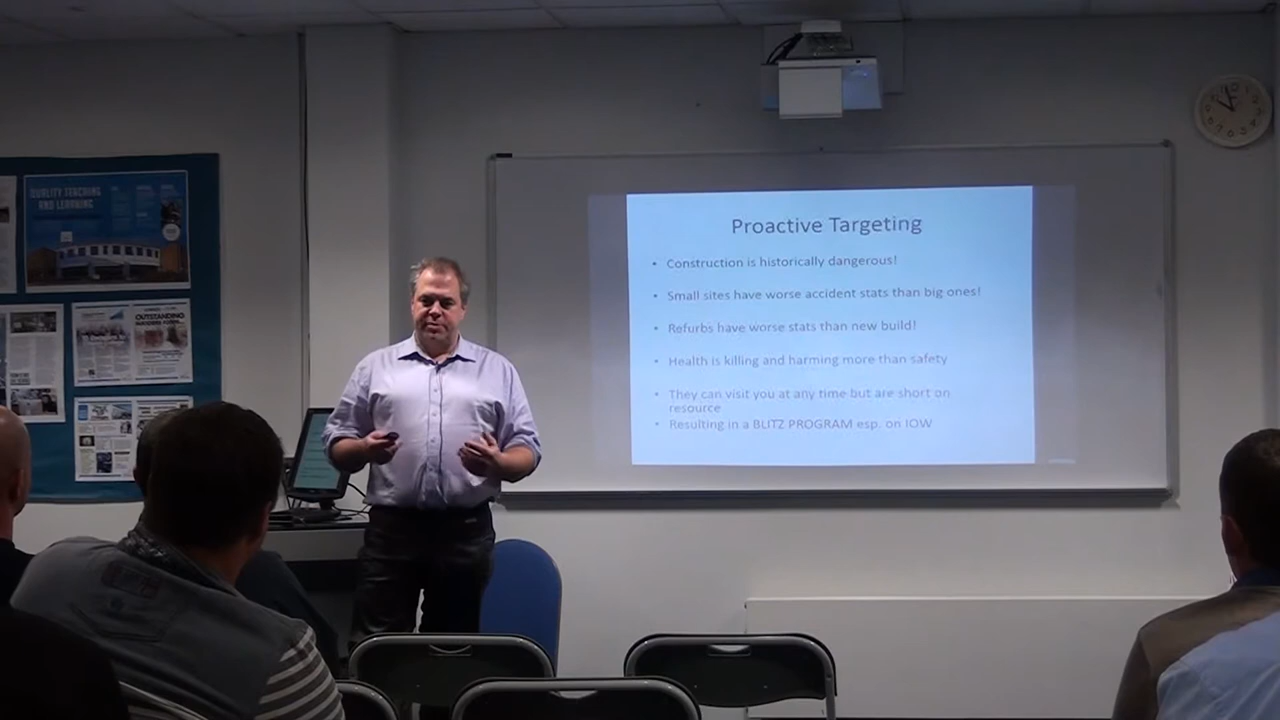 QUALITY TEACHING
AND LEARNING
OUTSTANDING
Proactive Targeting
• Construction is historically dangerous!
• Small sites have worse accident stats than big ones!
• Refurbs have worse stats than new build!
• Health is killing and harming more than safety
• They can visit you at any time but are short on
resource
• Resulting in a BLITZ PROGRAM esp. on IOW